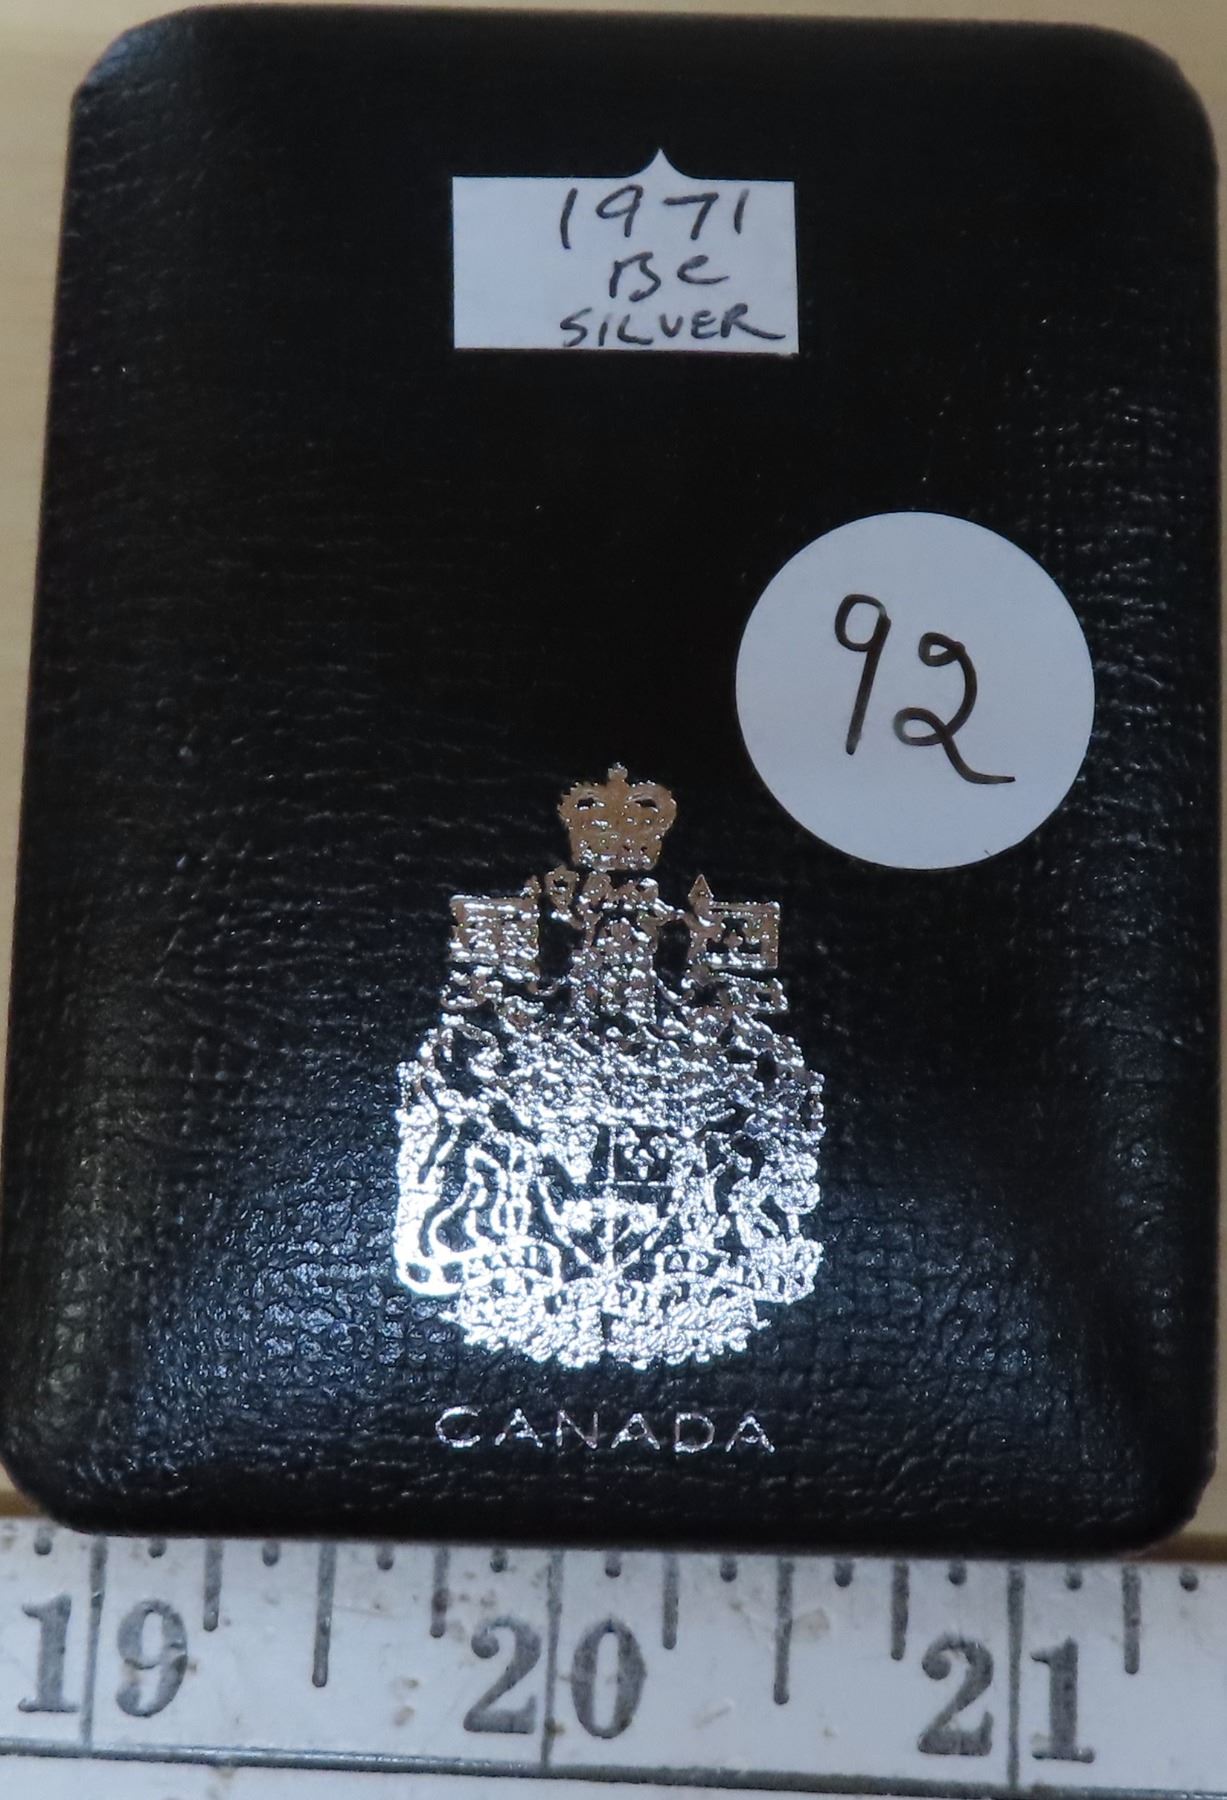 1971
BC
SILVER
92
CANADA
19 20 21